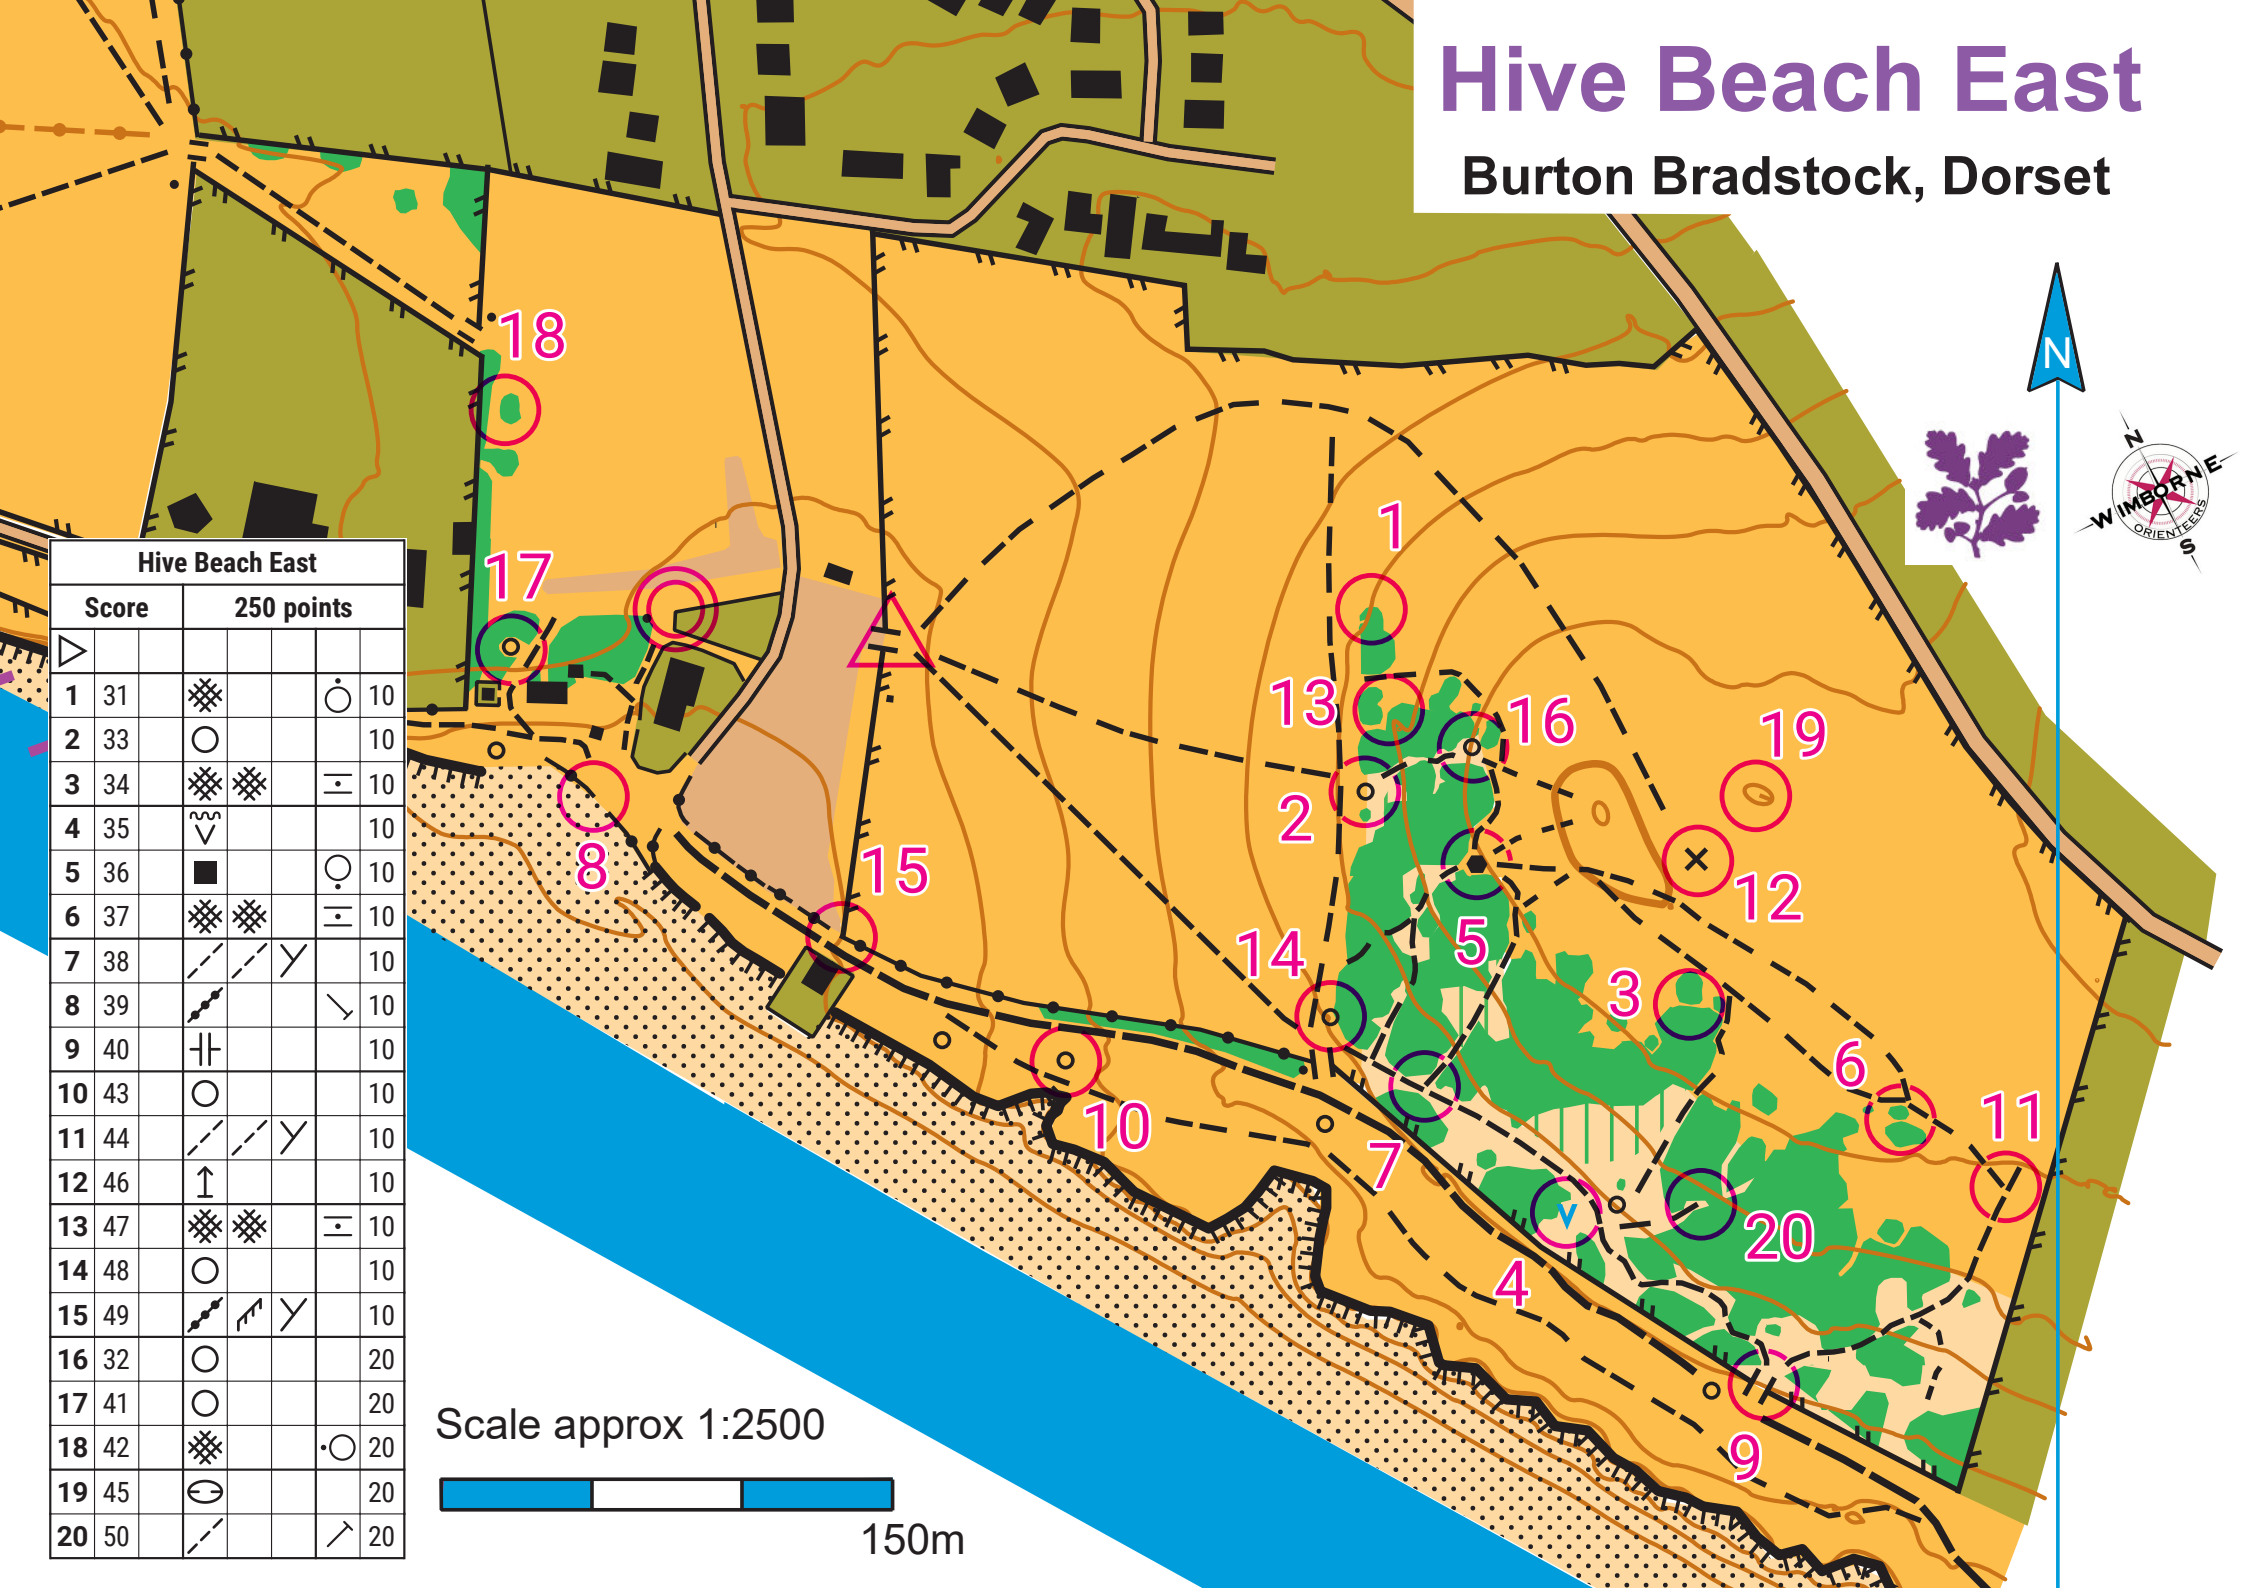 Hive Beach East
Burton Bradstock, Dorset
N
N
WIMBORNE
ORIENTEERS
S
18
17
1
13
16
19
2
12
8
15
5
14
3
6
11
10
7
20
4
9
Hive Beach East
Score 250 points
1 31 10
2 33 10
3 34 10
4 35 10
5 36 10
6 37 10
7 38 10
8 39 10
9 40 10
10 43 10
11 44 10
12 46 10
13 47 10
14 48 10
15 49 10
16 32 20
17 41 20
18 42 20
19 45 20
20 50 20
Scale approx 1:2500
150m